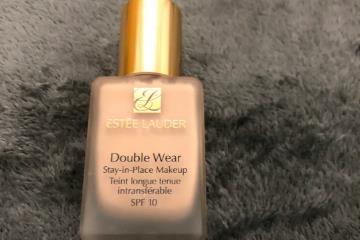 ESTĒE LAUDER
Double Wear
Stay-in-Place Makeup
Teint longue tenue
intransférable
SPF 10